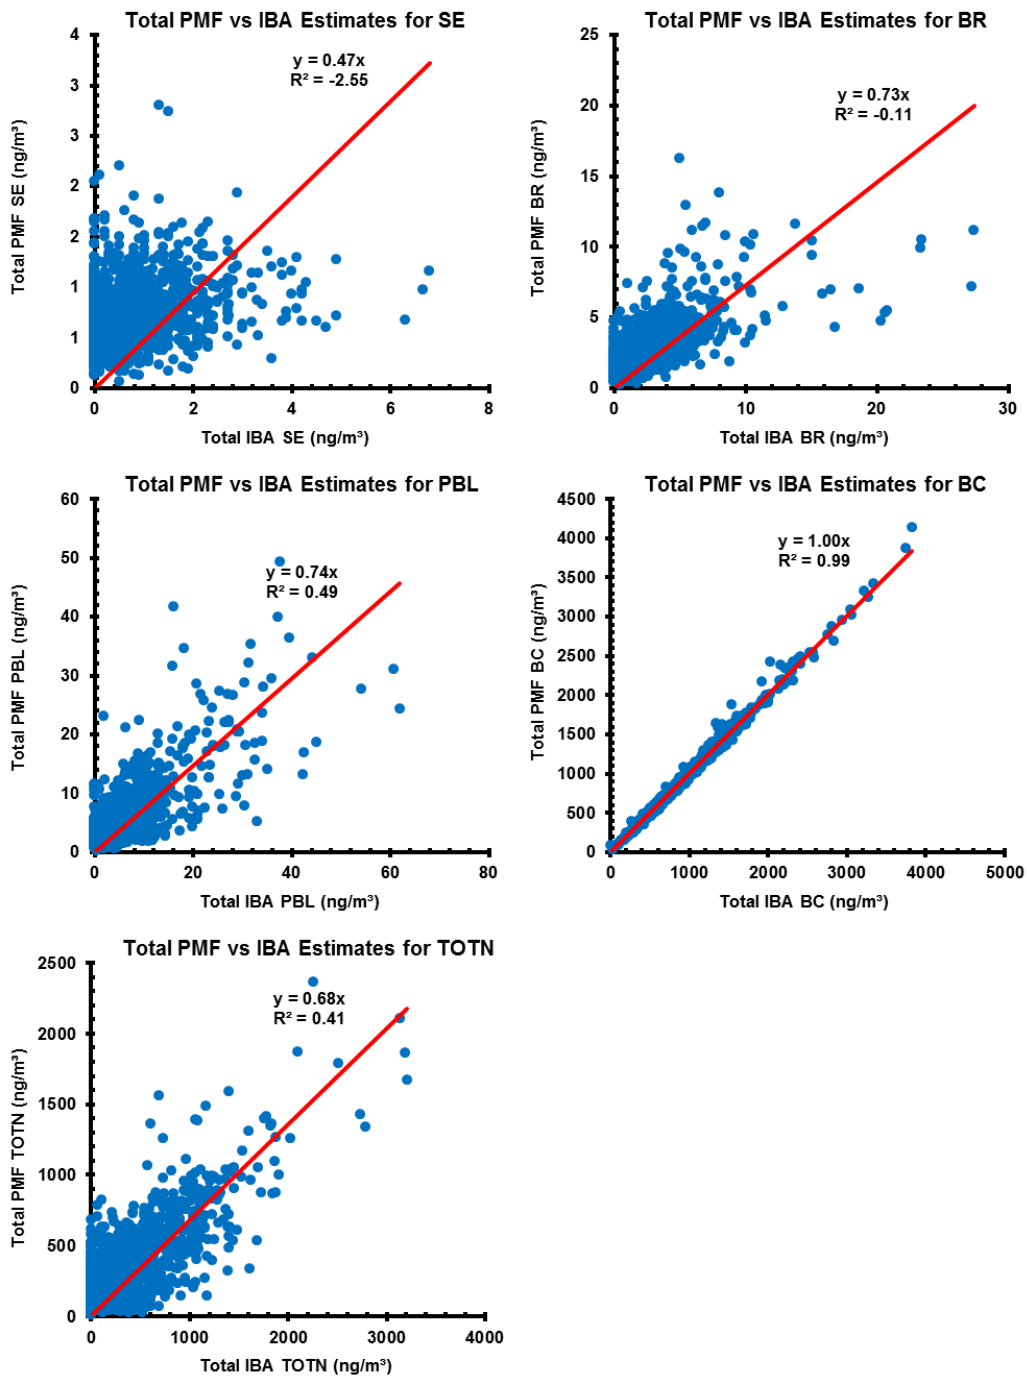 Total PMF vs IBA Estimates for SE
y = 0.47x
R² = -2.55
4
3
3
2
2
1
1
0
Total PMF SE (ng/m³)
0 2 4 6 8
Total IBA SE (ng/m³)
Total PMF vs IBA Estimates for BR
y = 0.73x
R² = -0.11
25
20
15
10
5
0
Total PMF BR (ng/m³)
0 10 20 30
Total IBA BR (ng/m³)
Total PMF vs IBA Estimates for PBL
y = 0.74x
R² = 0.49
60
50
40
30
20
10
0
Total PMF PBL (ng/m³)
0 20 40 60 80
Total IBA PBL (ng/m³)
Total PMF vs IBA Estimates for BC
y = 1.00x
R² = 0.99
4500
4000
3500
3000
2500
2000
1500
1000
500
0
Total PMF BC (ng/m³)
0 1000 2000 3000 4000 5000
Total IBA BC (ng/m³)
Total PMF vs IBA Estimates for TOTN
y = 0.68x
R² = 0.41
2500
2000
1500
1000
500
0
Total PMF TOTN (ng/m³)
0 1000 2000 3000 4000
Total IBA TOTN (ng/m³)